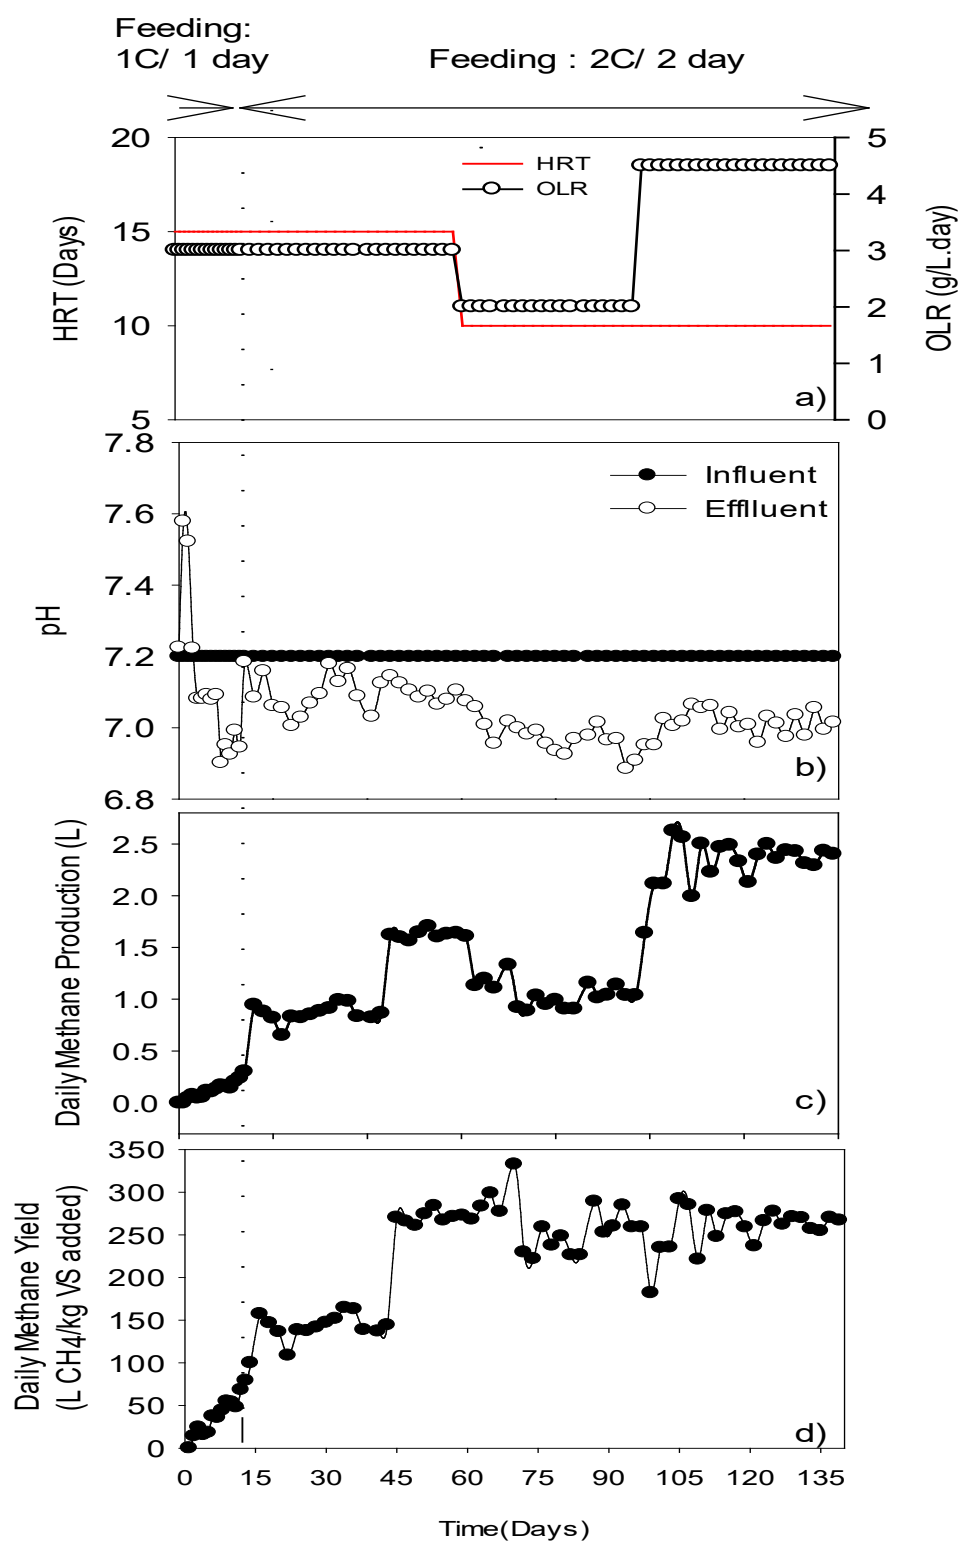 Feeding:
1C/ 1 day
Feeding : 2C/ 2 day
20
15
10
5
HRT (Days)
HRT
OLR
5
4
3
2
1
0
OLR (g/L.day)
a)
7.8
7.6
7.4
7.2
7.0
6.8
pH
Influent
Efflluent
b)
2.5
2.0
1.5
1.0
0.5
0.0
Daily Methane Production (L)
c)
350
300
250
200
150
100
50
0
Daily Methane Yield
(L CH4/kg VS added)
d)
0 15 30 45 60 75 90 105 120 135
Time(Days)